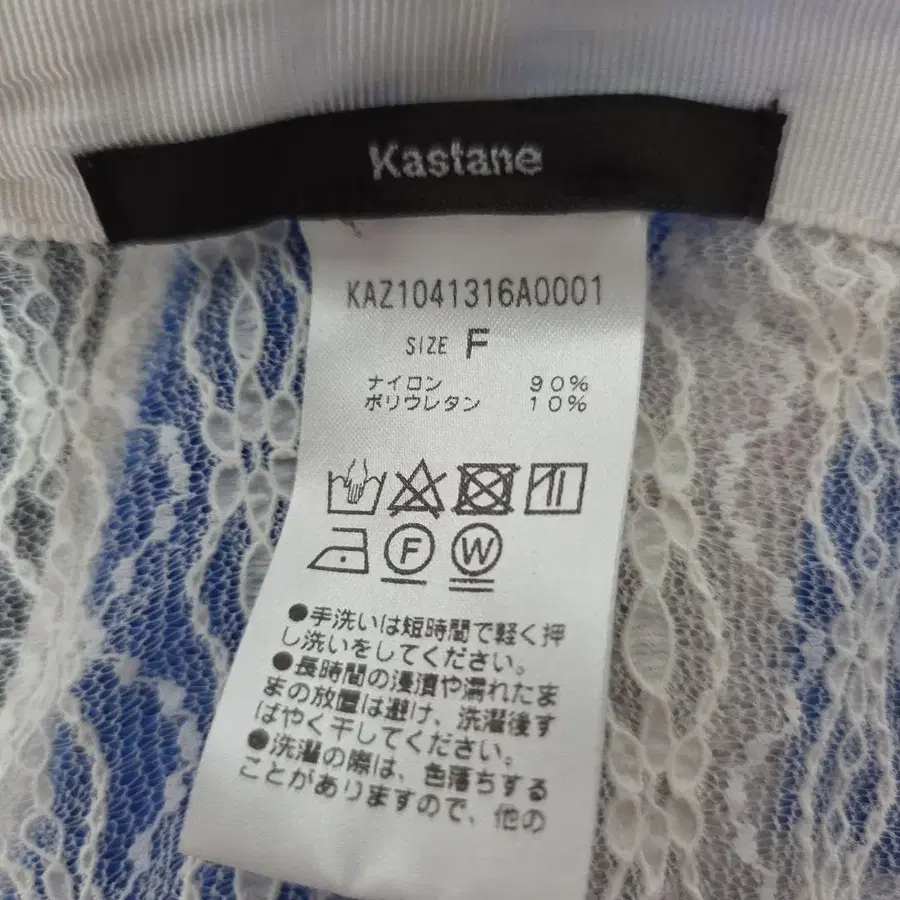 Kastane
KAZ1041316A0001
SIZE F
ナイロン 90%
ポリウレタン 10%
F W
●手洗いは短時間で軽く押
し洗いをしてください。
●長時間の浸漬や濡れたま
まの放置は避け、洗濯後す
ばやく干してください。
●洗濯の際は、色落ちする
ことがありますので、他の